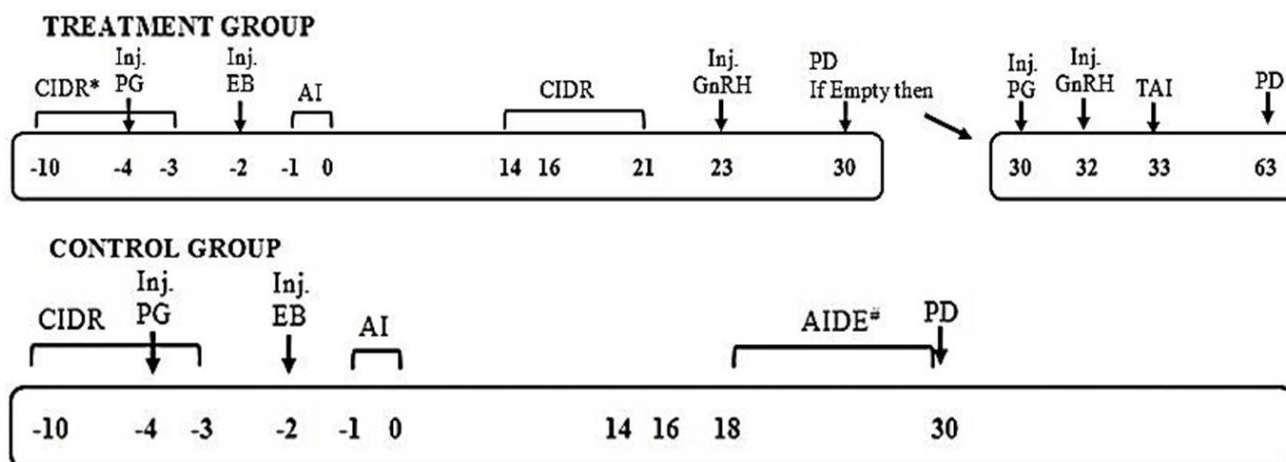 TREATMENT GROUP
Inj. Inj. Inj. PD Inj. Inj.
CIDR* PG EB AI CIDR GnRH If Empty then PG GnRH TAI PD
-10 -4 -3 -2 -1 0 14 16 21 23 30 30 32 33 63
CONTROL GROUP
Inj. Inj.
CIDR PG EB AI AIDE# PD
-10 -4 -3 -2 -1 0 14 16 18 30